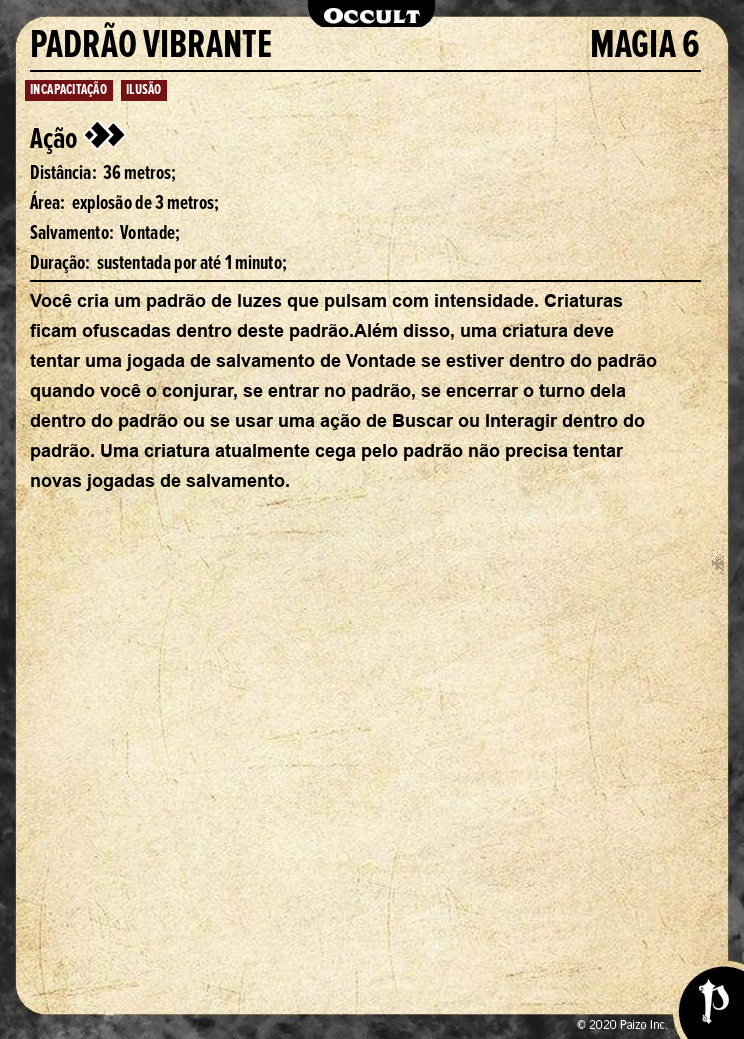 OCCULT
PADRÃO VIBRANTE MAGIA 6
INCAPACITAÇÃO ILUSÃO
Ação
Distância: 36 metros;
Área: explosão de 3 metros;
Salvamento: Vontade;
Duração: sustentada por até 1 minuto;
Você cria um padrão de luzes que pulsam com intensidade. Criaturas
ficam ofuscadas dentro deste padrão.Além disso, uma criatura deve
tentar uma jogada de salvamento de Vontade se estiver dentro do padrão
quando você o conjurar, se entrar no padrão, se encerrar o turno dela
dentro do padrão ou se usar uma ação de Buscar ou Interagir dentro do
padrão. Uma criatura atualmente cega pelo padrão não precisa tentar
novas jogadas de salvamento.
© 2020 Paizo Inc.
P